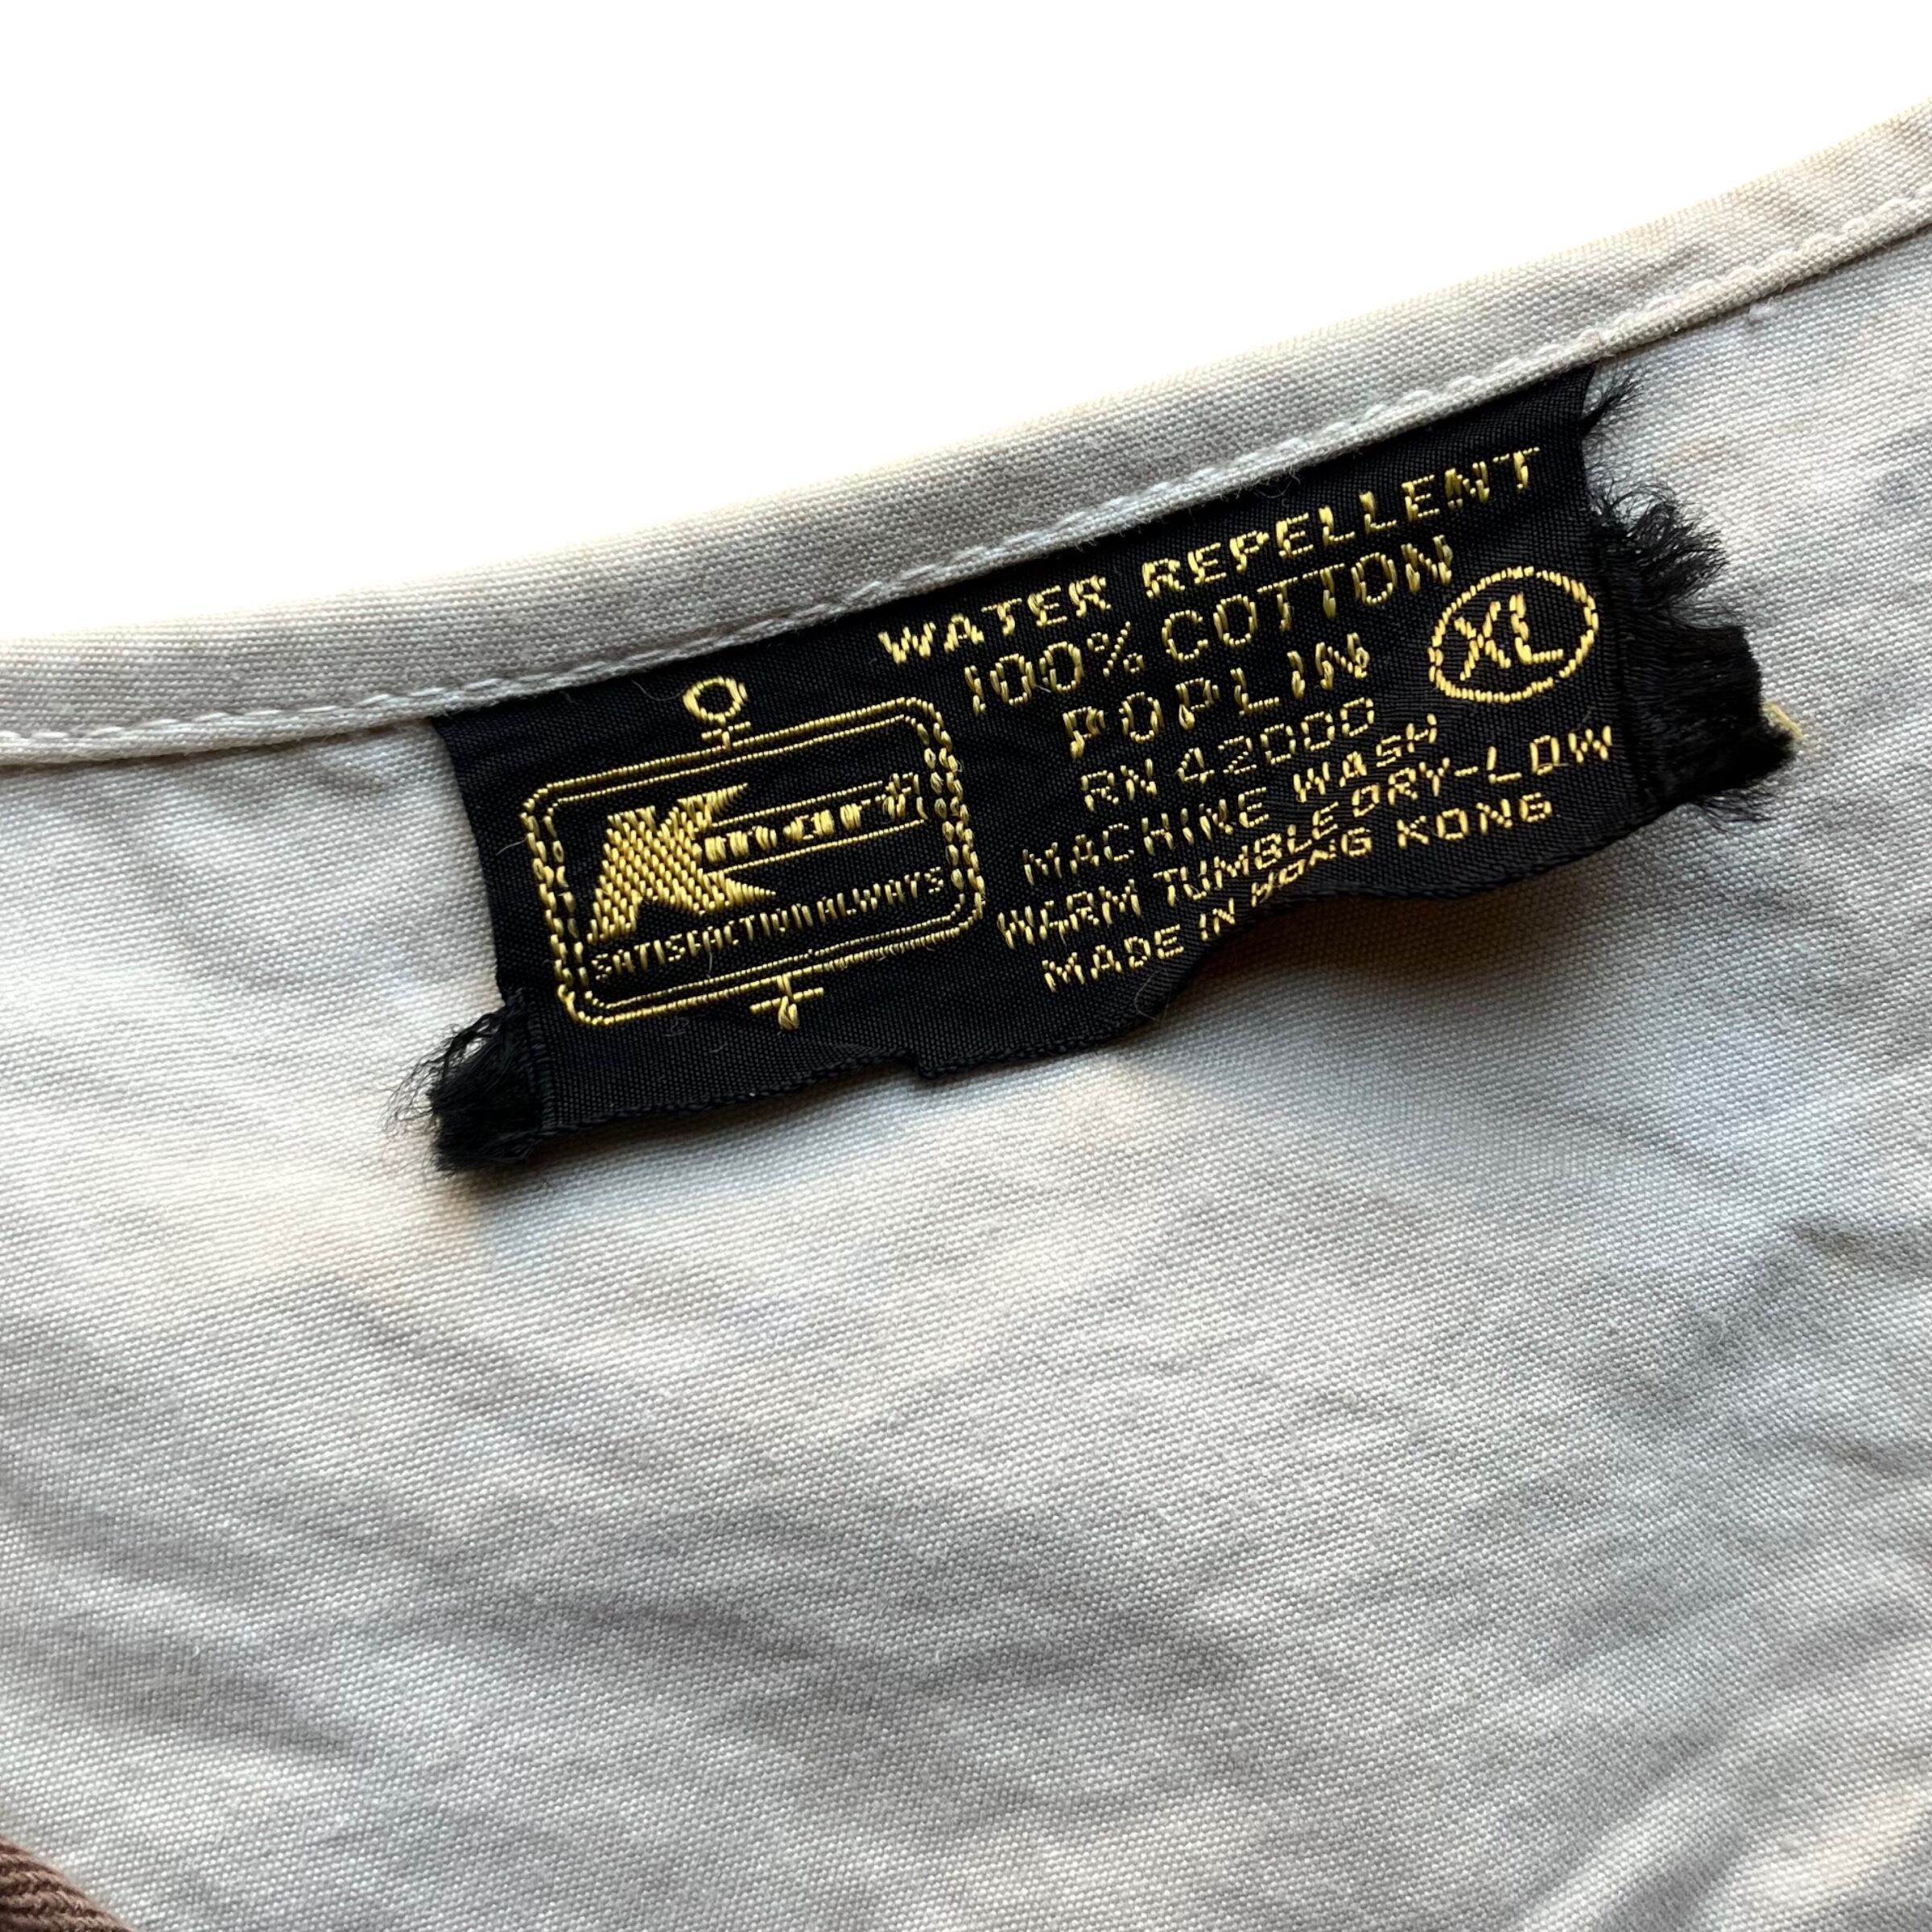 Kmart
SATISFACTION ALWAYS
WATER REPELLENT
100% COTTON
POPLIN
XL
RN 42000
MACHINE WASH
WARM TUMBLE DRY-LOW
MADE IN HONG KONG